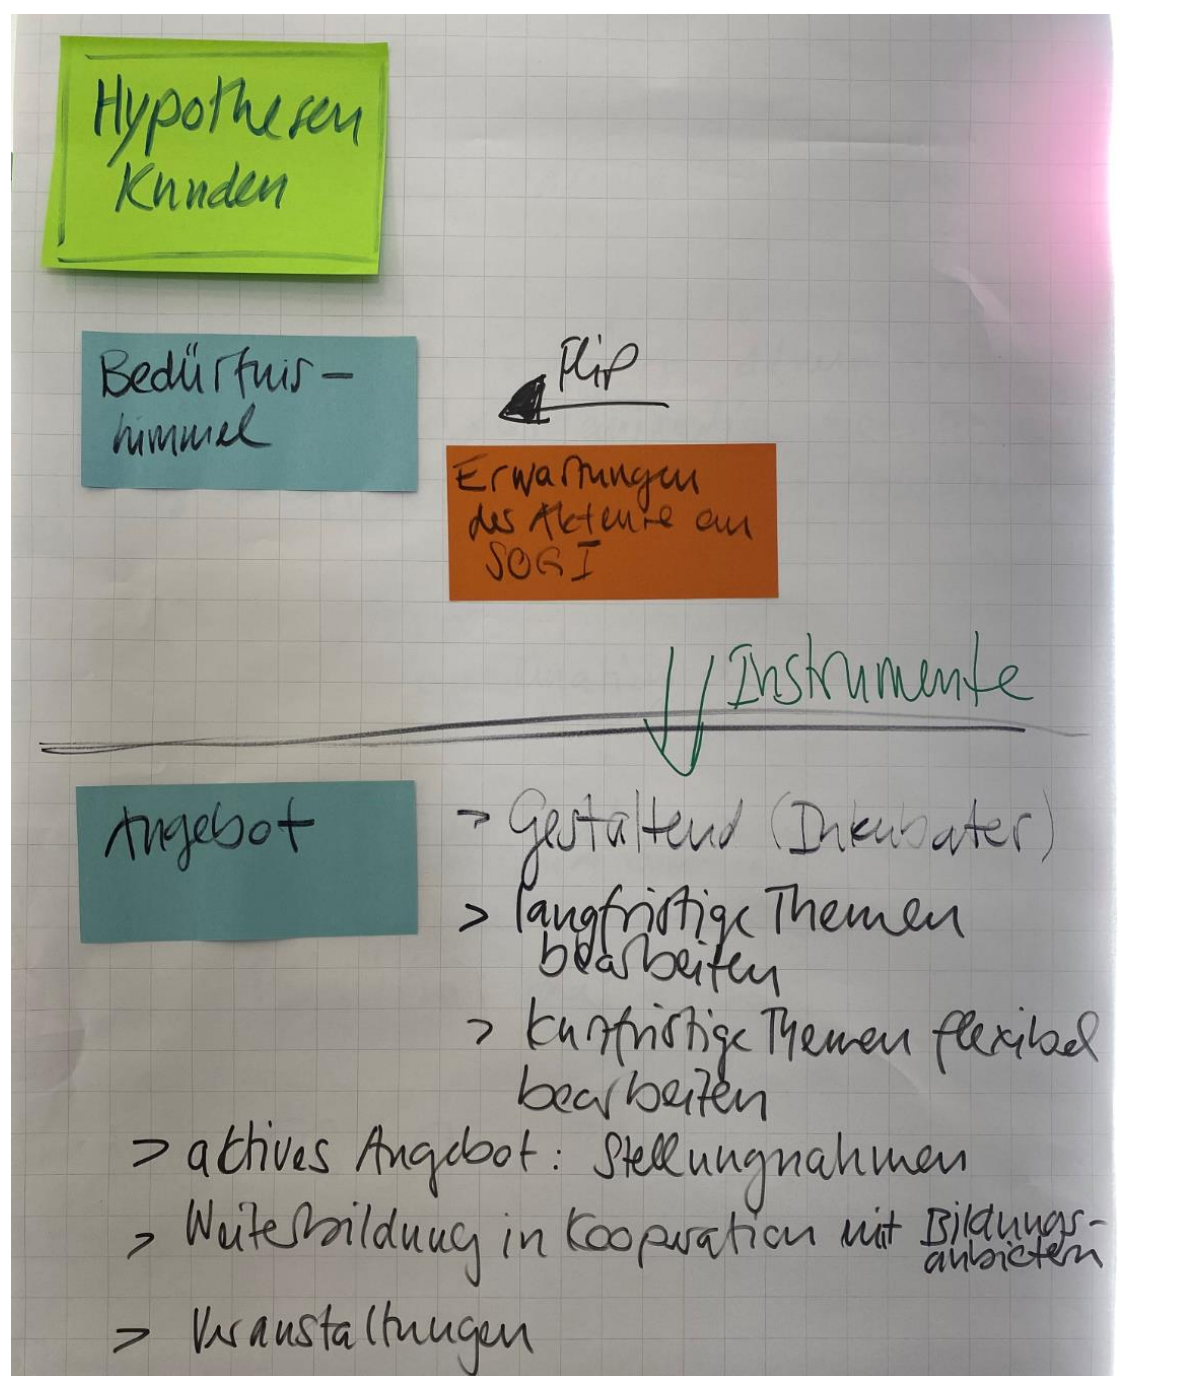 Hypothesen
Kunden
Bedürfnis-
himmel
Flip
Erwartungen
des Akteure an
SOGI
Instrumente
Angebot
> Gestaltend (Inkubator)
> langfristige Themen
bearbeiten
> kurzfristige Themen flexibel
bearbeiten
> aktives Angebot: Stellungnahmen
> Weiterbildung in Kooperation mit Bildungs-
anbietern
> Veranstaltungen